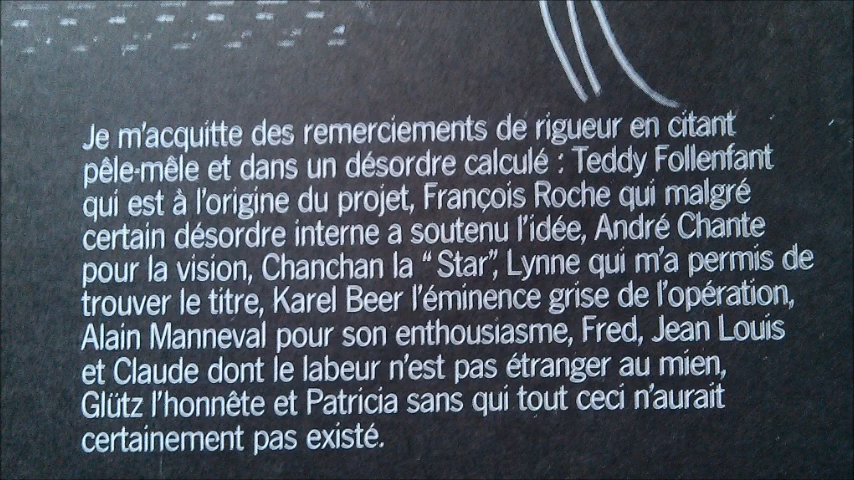 Je m'acquitte des remerciements de rigueur en citant
pêle-mêle et dans un désordre calculé : Teddy Follenfant
qui est à l'origine du projet, François Roche qui malgré
certain désordre interne a soutenu l'idée, André Chante
pour la vision, Chanchan la “Star”, Lynne qui m'a permis de
trouver le titre, Karel Beer l'éminence grise de l'opération,
Alain Manneval pour son enthousiasme, Fred, Jean Louis
et Claude dont le labeur n'est pas étranger au mien,
Glütz l'honnête et Patricia sans qui tout ceci n'aurait
certainement pas existé.